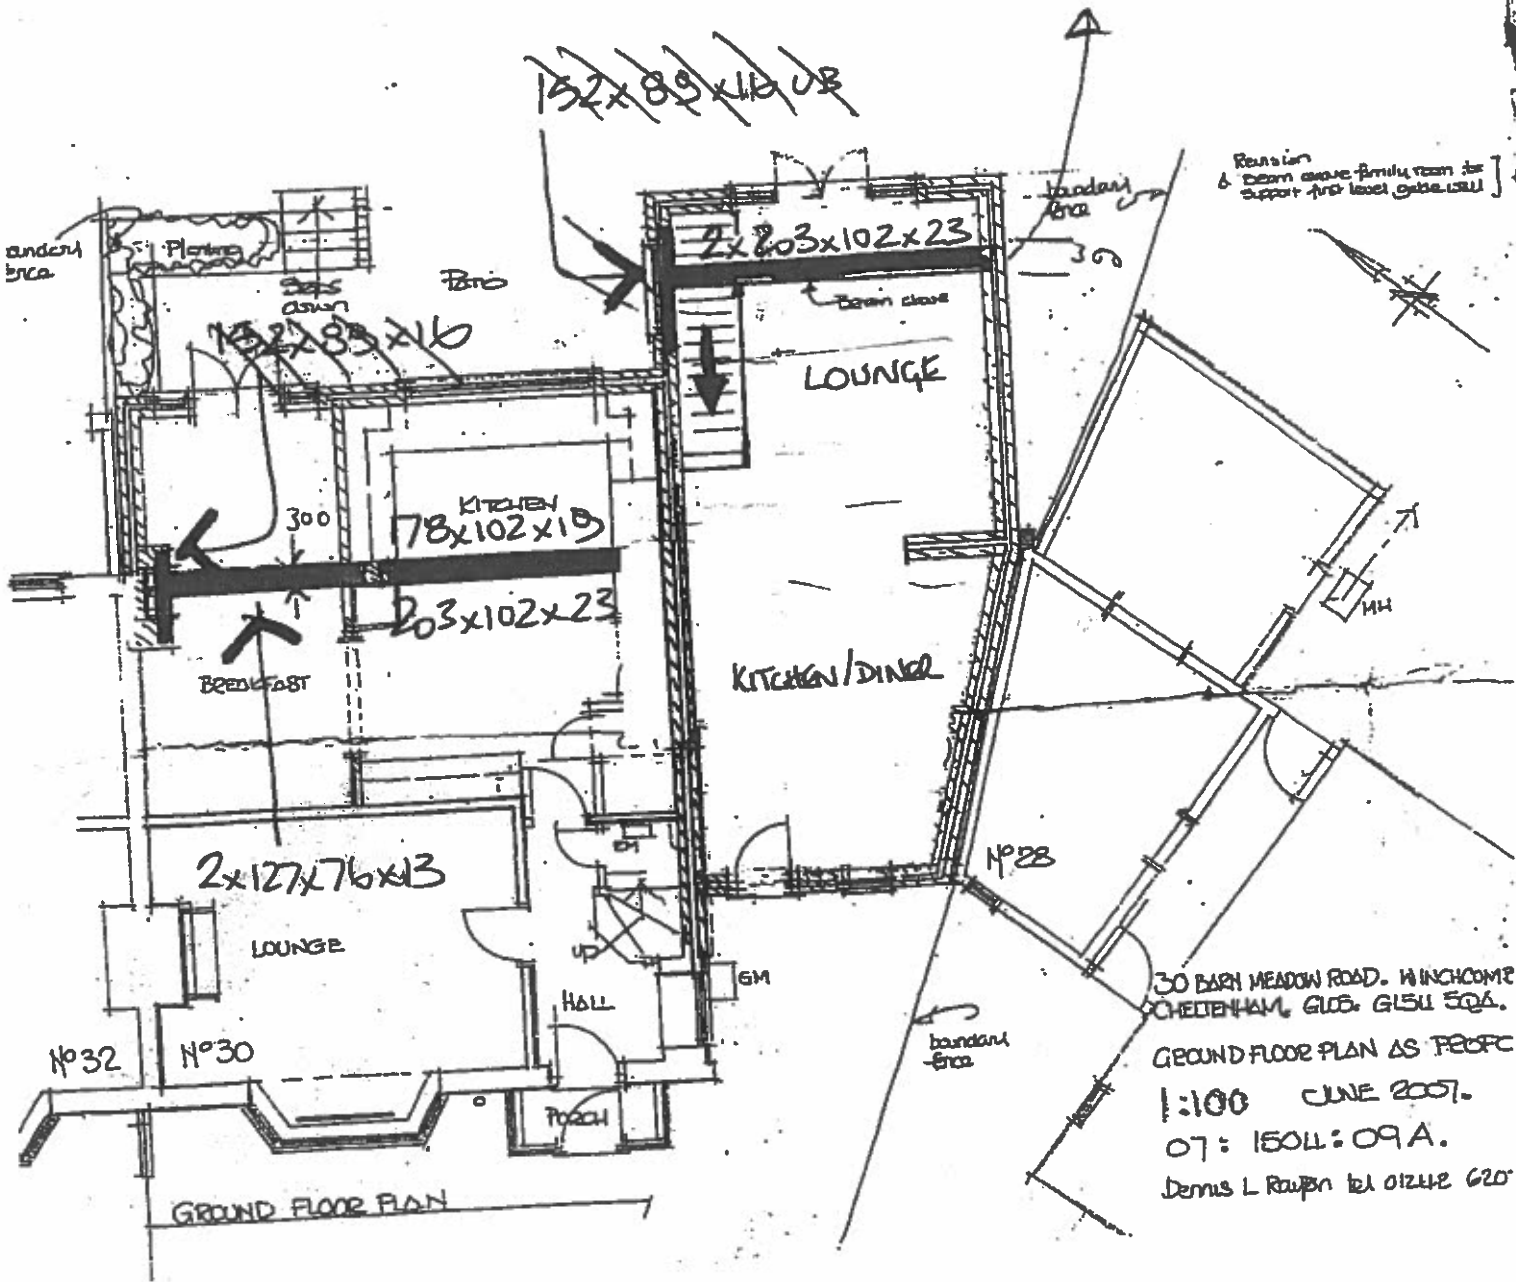 152x89x16 UB
Revision
A Beam above family room to
support first level gable wall
boundary
fence
Planting
Steps
down
Patio
2x203x102x23
Beam above
152x89x16
LOUNGE
300
KITCHEN
178x102x19
203x102x23
MH
BREAKFAST
KITCHEN/DINER
2x127x76x13
Nº28
LOUNGE
UP
GM
HALL
30 BARN MEADOW ROAD. WINCHCOMBE
CHELTENHAM. GLOS. GL54 5QA.
boundary
fence
Nº32
Nº30
GROUND FLOOR PLAN AS PROPO
PORCH
1:100 JUNE 2007.
07: 1504: 09A.
Dennis L
tel 01242 620
GROUND FLOOR PLAN